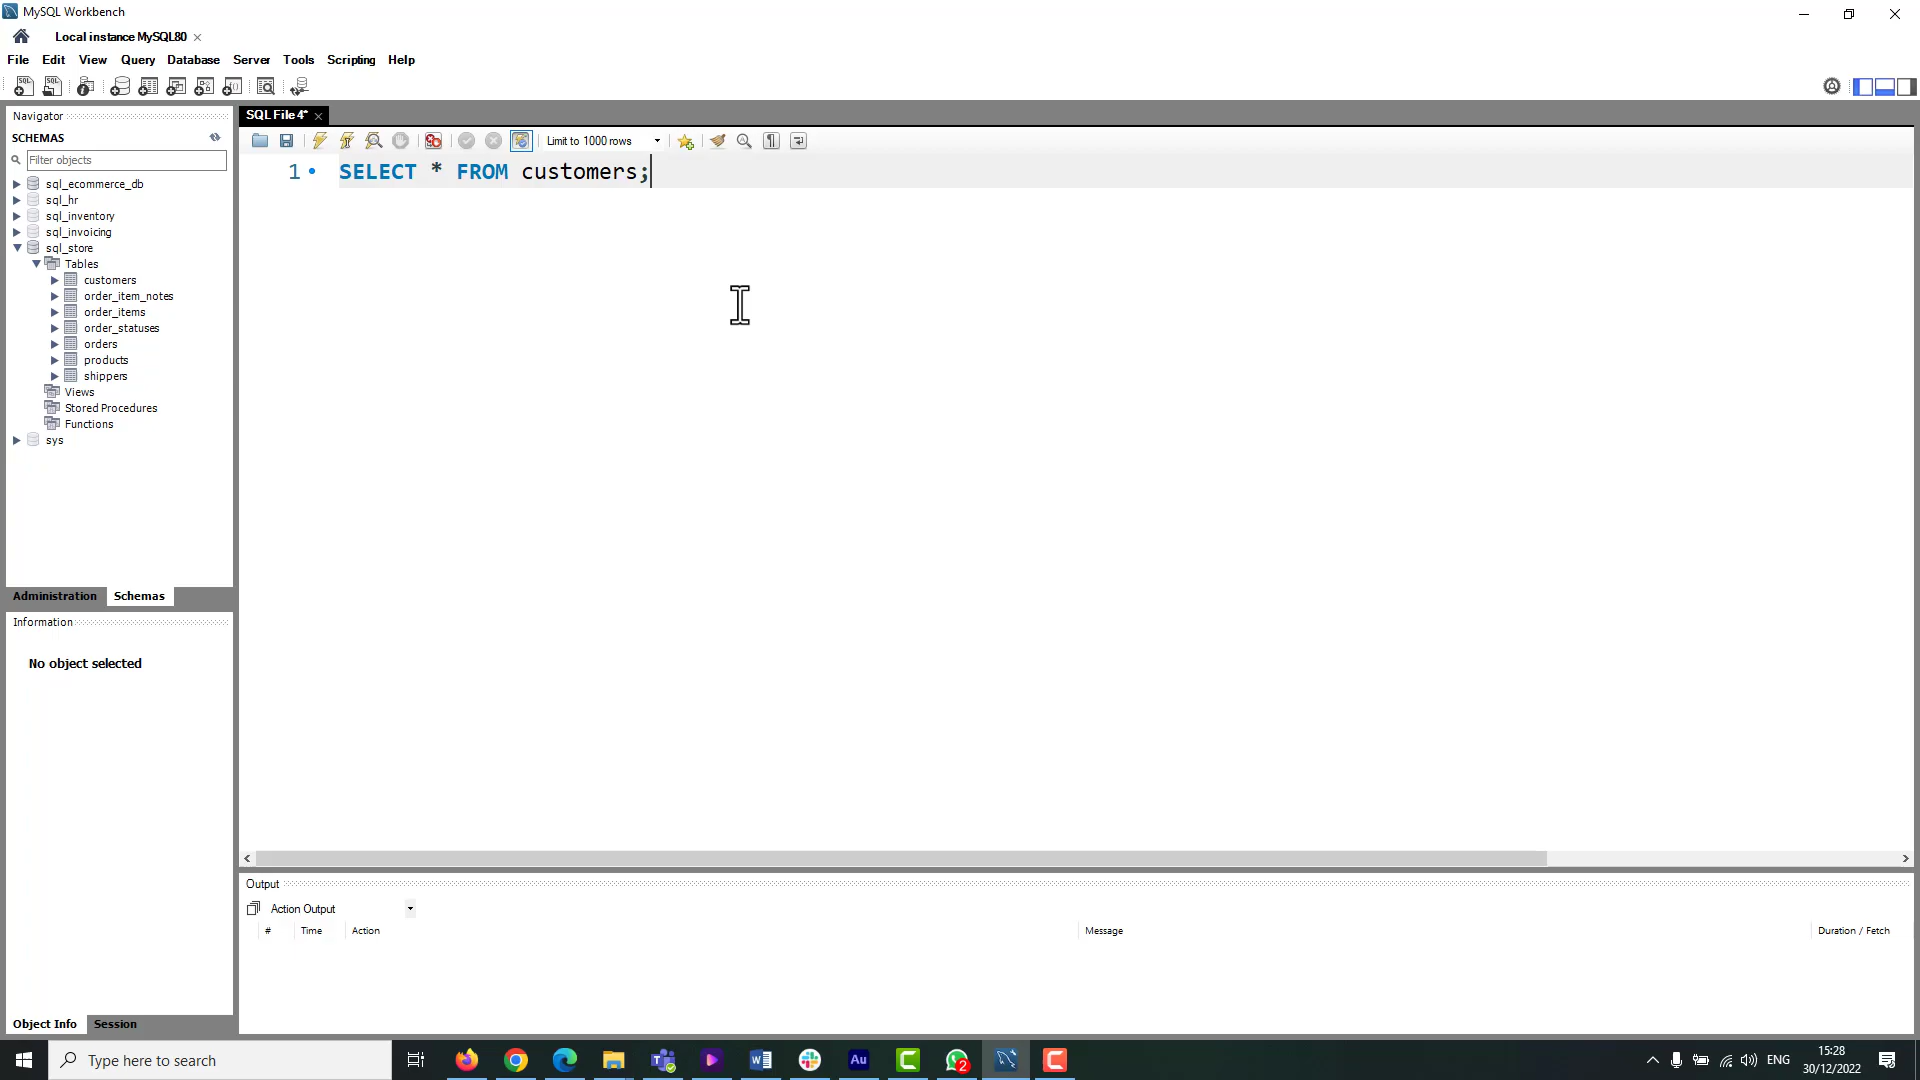 MySQL Workbench
Local instance MySQL80
File Edit View Query Database Server Tools Scripting Help
Navigator
SCHEMAS
Filter objects
sql_ecommerce_db
sql_hr
sql_inventory
sql_invoicing
sql_store
Tables
customers
order_item_notes
order_items
order_statuses
orders
products
shippers
Views
Stored Procedures
Functions
sys
Administration Schemas
Information
No object selected
Object Info Session
SQL File 4*
Limit to 1000 rows
1 SELECT * FROM customers;
Output
Action Output
# Time Action Message Duration / Fetch
Type here to search
2
ENG
15:28
30/12/2022